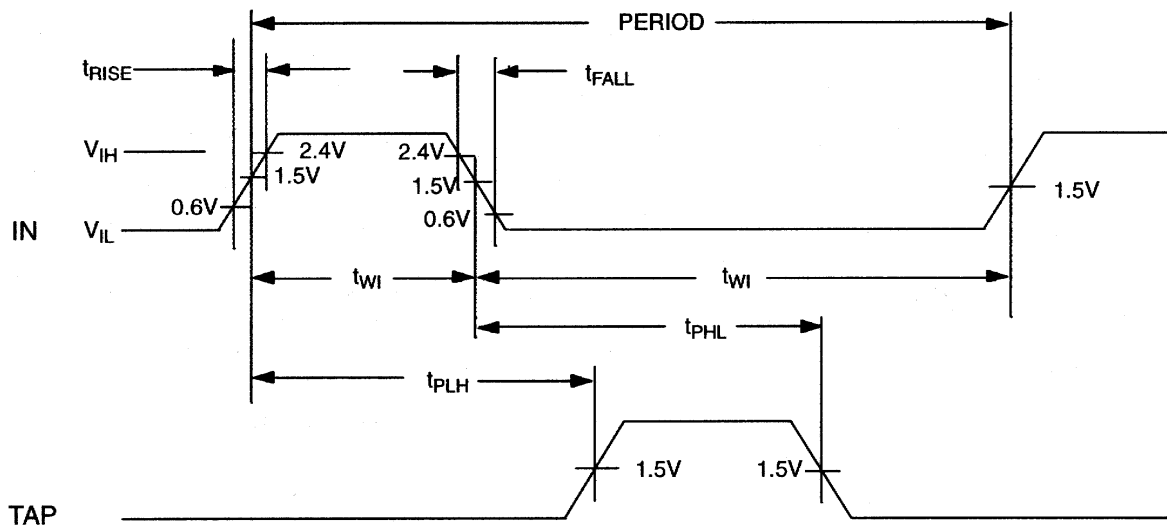 PERIOD
tRISE
tFALL
VIH
2.4V
2.4V
1.5V
1.5V
1.5V
0.6V
0.6V
IN
VIL
tWI
tWI
tPHL
tPLH
1.5V
1.5V
TAP